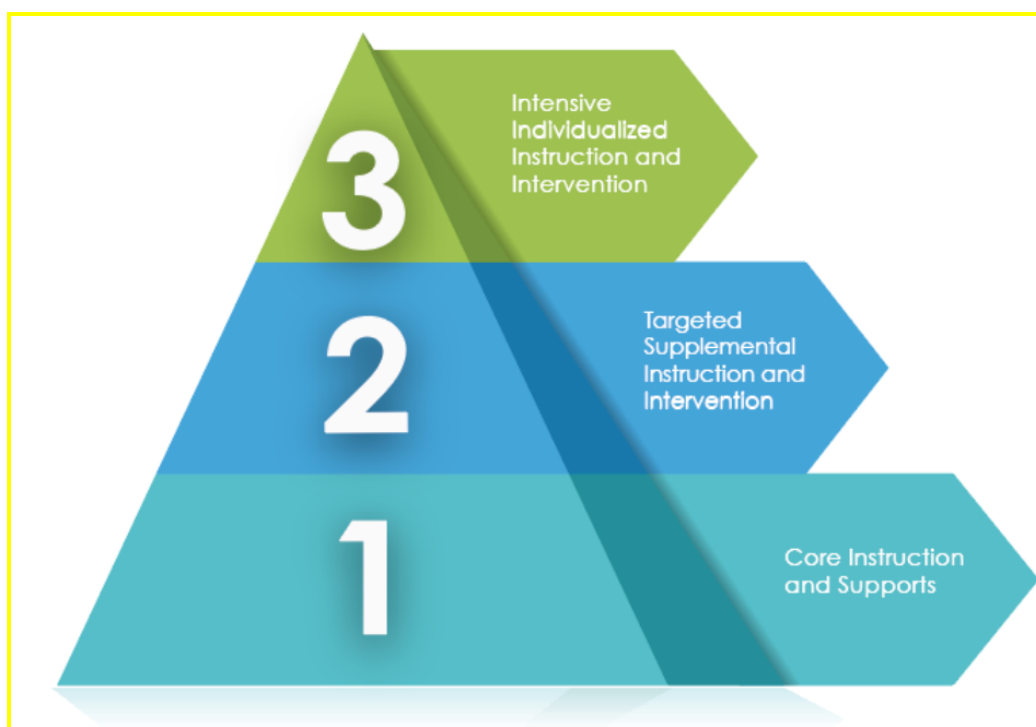 3
Intensive
Individualized
Instruction and
Intervention
2
Targeted
Supplemental
Instruction and
Intervention
1
Core Instruction
and Supports